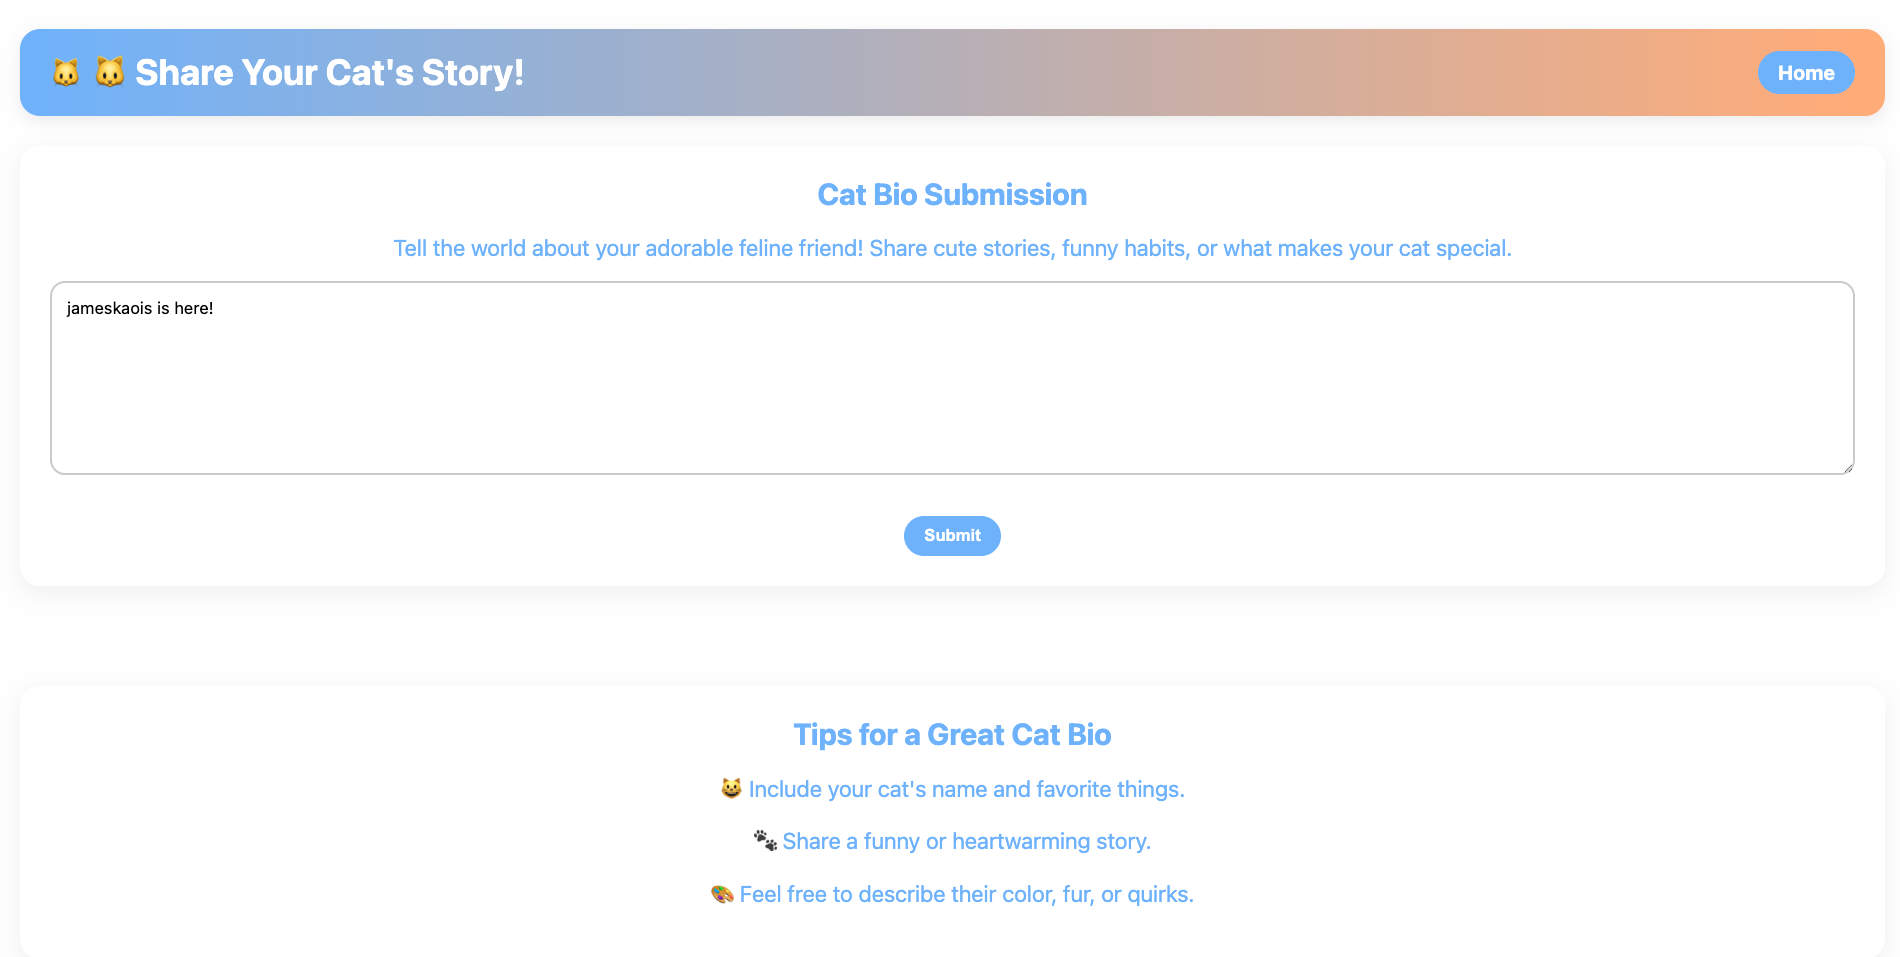 🐱 🐱 Share Your Cat's Story!
Home
Cat Bio Submission
Tell the world about your adorable feline friend! Share cute stories, funny habits, or what makes your cat special.
jameskaois is here!
Submit
Tips for a Great Cat Bio
😺 Include your cat's name and favorite things.
🐾 Share a funny or heartwarming story.
🎨 Feel free to describe their color, fur, or quirks.